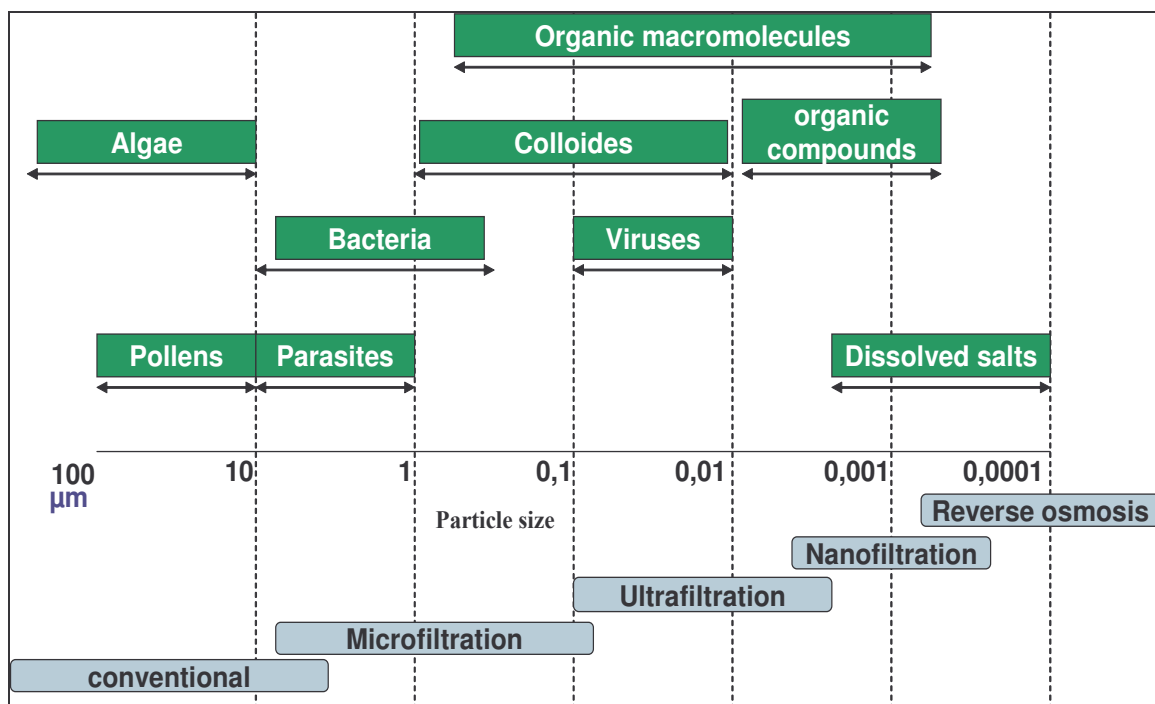 Organic macromolecules
Algae
Colloides
organic
compounds
Bacteria
Viruses
Pollens
Parasites
Dissolved salts
100
10
1
0,1
0,01
0,001
0,0001
µm
Particle size
Reverse osmosis
Nanofiltration
Ultrafiltration
Microfiltration
conventional